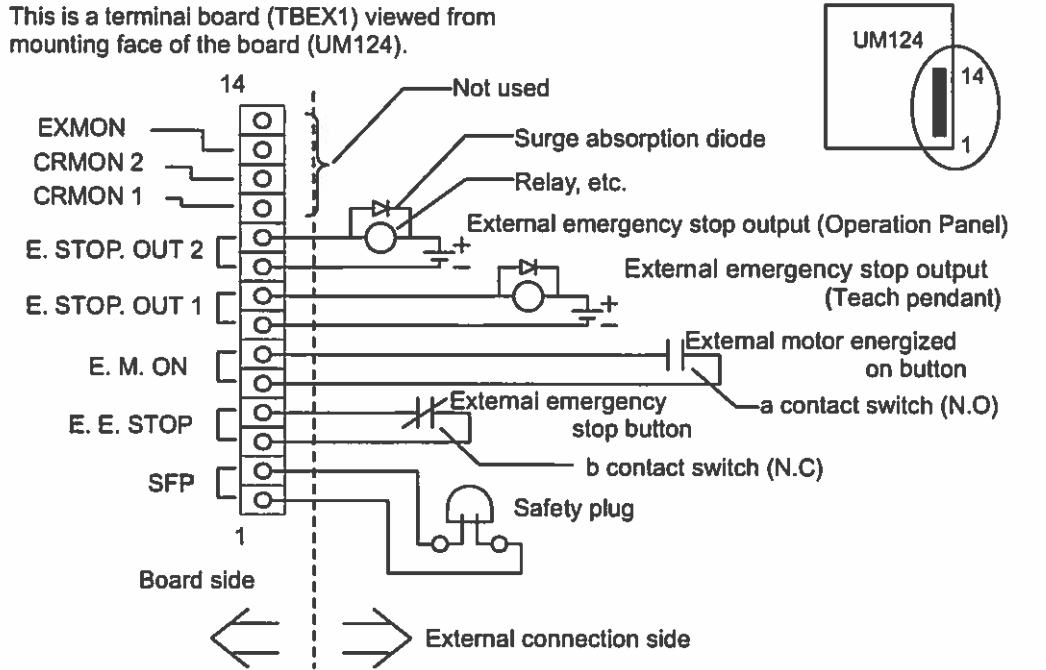 This is a terminal board (TBEX1) viewed from
mounting face of the board (UM124).
UM124
14
1
14
Not used
EXMON
CRMON 2
CRMON 1
Surge absorption diode
Relay, etc.
E. STOP. OUT 2
External emergency stop output (Operation Panel)
+
−
E. STOP. OUT 1
External emergency stop output
(Teach pendant)
+
−
E. M. ON
External motor energized
on button
a contact switch (N.O)
E. E. STOP
External emergency
stop button
b contact switch (N.C)
SFP
Safety plug
1
Board side
External connection side